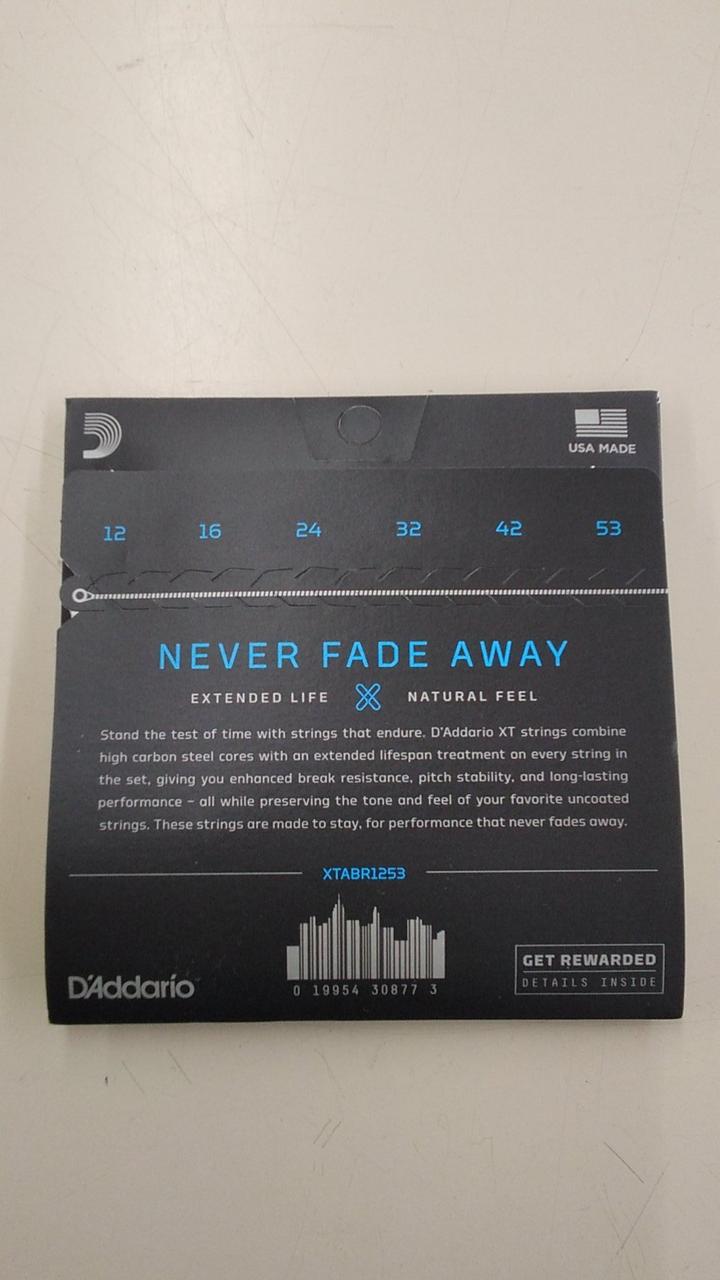 USA MADE
12 16 24 32 42 53
NEVER FADE AWAY
EXTENDED LIFE NATURAL FEEL
Stand the test of time with strings that endure. D'Addario XT strings combine
high carbon steel cores with an extended lifespan treatment on every string in
the set, giving you enhanced break resistance, pitch stability, and long-lasting
performance – all while preserving the tone and feel of your favorite uncoated
strings. These strings are made to stay, for performance that never fades away.
XTABR1253
D'Addario
0 19954 30877 3
GET REWARDED
DETAILS INSIDE